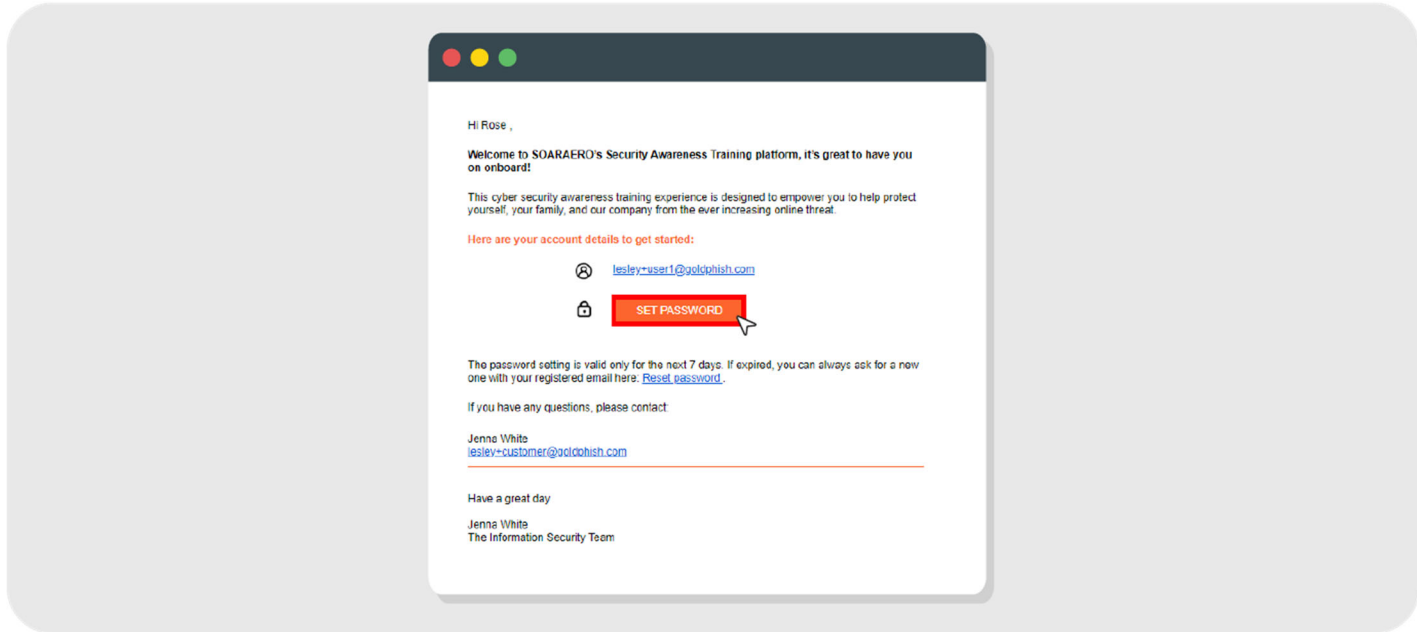 Hi Rose ,
Welcome to SOARAERO's Security Awareness Training platform, it's great to have you
on onboard!
This cyber security awareness training experience is designed to empower you to help protect
yourself, your family, and our company from the ever increasing online threat.
Here are your account details to get started:
lesley+user1@goldphish.com
SET PASSWORD
The password setting is valid only for the next 7 days. If expired, you can always ask for a new
one with your registered email here: Reset password .
If you have any questions, please contact:
Jenna White
lesley+customer@goldphish.com
Have a great day
Jenna White
The Information Security Team